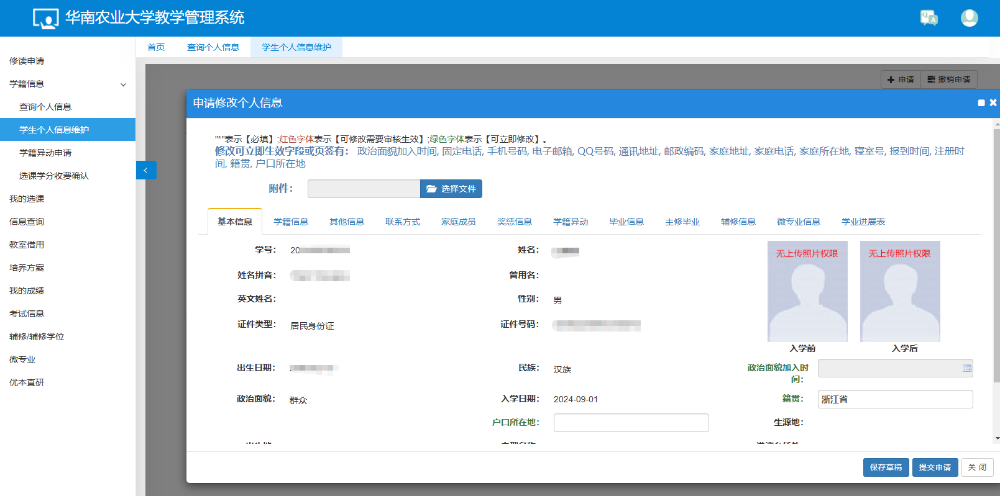 华南农业大学教学管理系统
首页 查询个人信息 学生个人信息维护
修读申请
学籍信息
查询个人信息
学生个人信息维护
学籍异动申请
选课学分收费确认
我的选课
信息查询
教室借用
培养方案
我的成绩
考试信息
辅修/辅修学位
微专业
优本直研
申请 撤销申请
申请修改个人信息
"*"表示【必填】;红色字体表示【可修改需要审核生效】;绿色字体表示【可立即修改】。
修改可立即生效字段或页签有： 政治面貌加入时间, 固定电话, 手机号码, 电子邮箱, QQ号码, 通讯地址, 邮政编码, 家庭地址, 家庭电话, 家庭所在地, 寝室号, 报到时间, 注册时
间, 籍贯, 户口所在地
附件： 选择文件
基本信息 学籍信息 其他信息 联系方式 家庭成员 奖惩信息 学籍异动 毕业信息 主修毕业 辅修信息 微专业信息 学业进展表
学号： 20 姓名：
无上传照片权限 无上传照片权限
姓名拼音： 曾用名：
英文姓名： 性别： 男
证件类型： 居民身份证 证件号码：
入学前 入学后
出生日期： 民族： 汉族 政治面貌加入时
间：
政治面貌： 群众 入学日期： 2024-09-01 籍贯： 浙江省
户口所在地： 生源地：
保存草稿 提交申请 关 闭